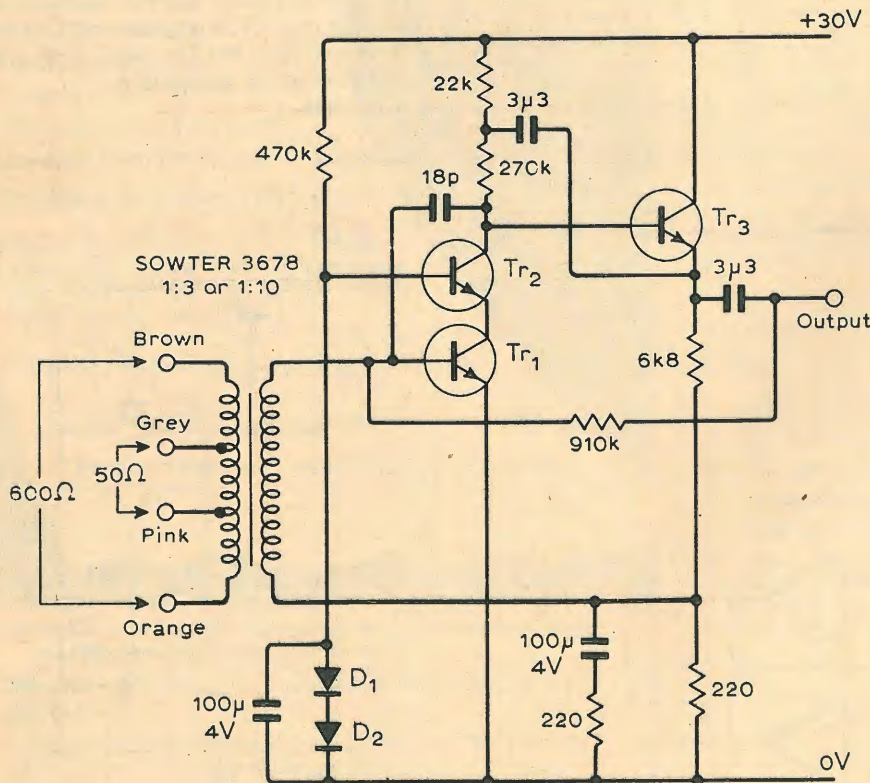 +30V
22k
3µ3
470k
270k
18p
Tr3
Tr2
SOWTER 3678
1:3 or 1:10
3µ3
Output
Brown
Tr1
6k8
Grey
910k
50Ω
600Ω
Pink
Orange
100µ
4V
D1
100µ
4V
220
220
D2
0V